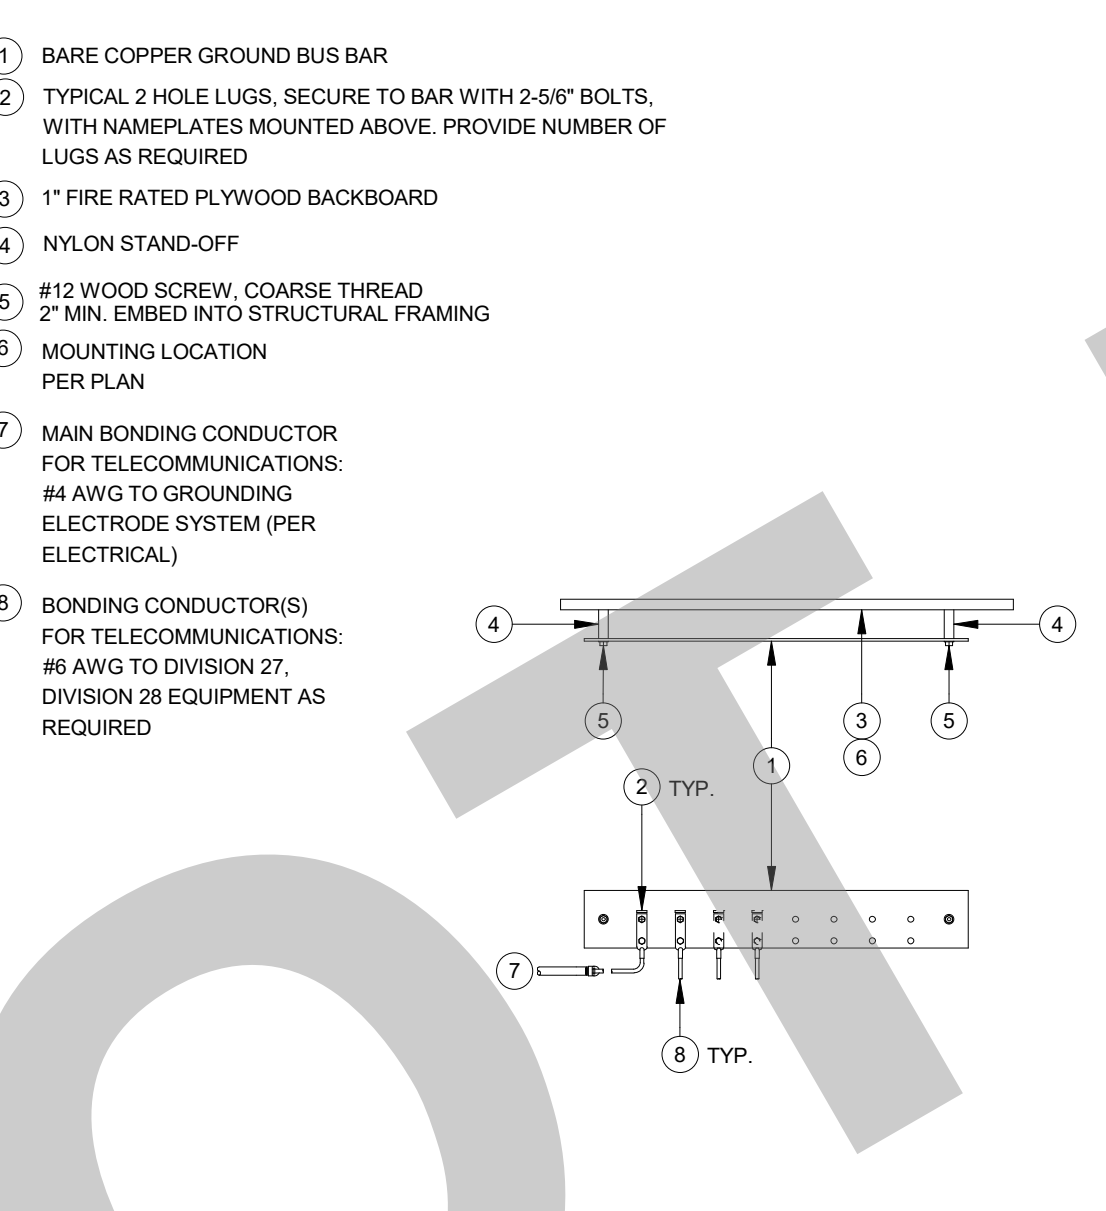 1 BARE COPPER GROUND BUS BAR
2 TYPICAL 2 HOLE LUGS, SECURE TO BAR WITH 2-5/6" BOLTS,
WITH NAMEPLATES MOUNTED ABOVE. PROVIDE NUMBER OF
LUGS AS REQUIRED
3 1" FIRE RATED PLYWOOD BACKBOARD
4 NYLON STAND-OFF
5 #12 WOOD SCREW, COARSE THREAD
2" MIN. EMBED INTO STRUCTURAL FRAMING
6 MOUNTING LOCATION
PER PLAN
7 MAIN BONDING CONDUCTOR
FOR TELECOMMUNICATIONS:
#4 AWG TO GROUNDING
ELECTRODE SYSTEM (PER
ELECTRICAL)
8 BONDING CONDUCTOR(S)
FOR TELECOMMUNICATIONS:
#6 AWG TO DIVISION 27,
DIVISION 28 EQUIPMENT AS
REQUIRED
4 4
5 3 5
6
1
2 TYP.
7
8 TYP.